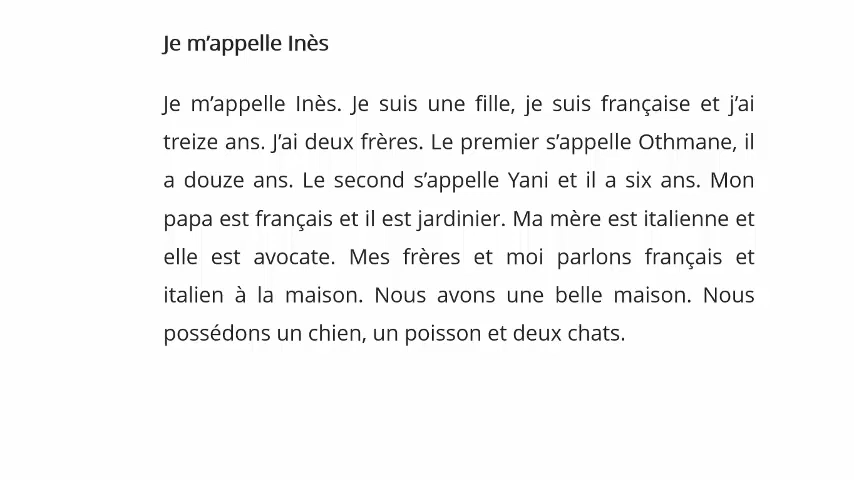 Je m’appelle Inès
Je m’appelle Inès. Je suis une fille, je suis française et j’ai
treize ans. J’ai deux frères. Le premier s’appelle Othmane, il
a douze ans. Le second s’appelle Yani et il a six ans. Mon
papa est français et il est jardinier. Ma mère est italienne et
elle est avocate. Mes frères et moi parlons français et
italien à la maison. Nous avons une belle maison. Nous
possédons un chien, un poisson et deux chats.